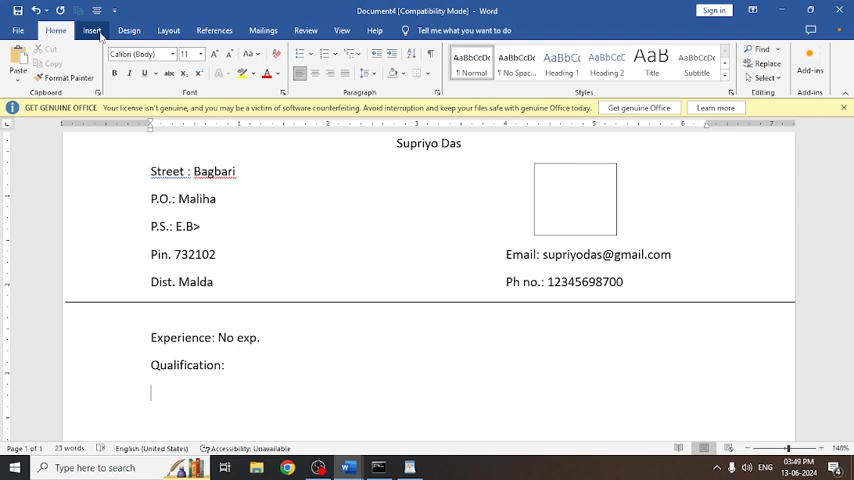 Document4 [Compatibility Mode] - Word
Sign in
File Home Insert Design Layout References Mailings Review View Help Tell me what you want to do
Paste
Cut
Copy
Format Painter
Clipboard
Calibri (Body) 11
Aa
B I U abc x₂ x²
Font
Paragraph
AaBbCcDc AaBbCcDc AaBbCc AaBbCcC AaB AaBbCcD
¶ Normal ¶ No Spac... Heading 1 Heading 2 Title Subtitle
Styles
Find
Replace
Select
Editing
Add-ins
Add-ins
GET GENUINE OFFICE Your license isn't genuine, and you may be a victim of software counterfeiting. Avoid interruption and keep your files safe with genuine Office today. Get genuine Office Learn more
Supriyo Das
Street : Bagbari
P.O.: Maliha
P.S.: E.B>
Pin. 732102 Email: supriyodas@gmail.com
Dist. Malda Ph no.: 12345698700
Experience: No exp.
Qualification:
Page 1 of 1 23 words English (United States) Accessibility: Unavailable 148%
Type here to search
ENG
03:49 PM
13-06-2024
4